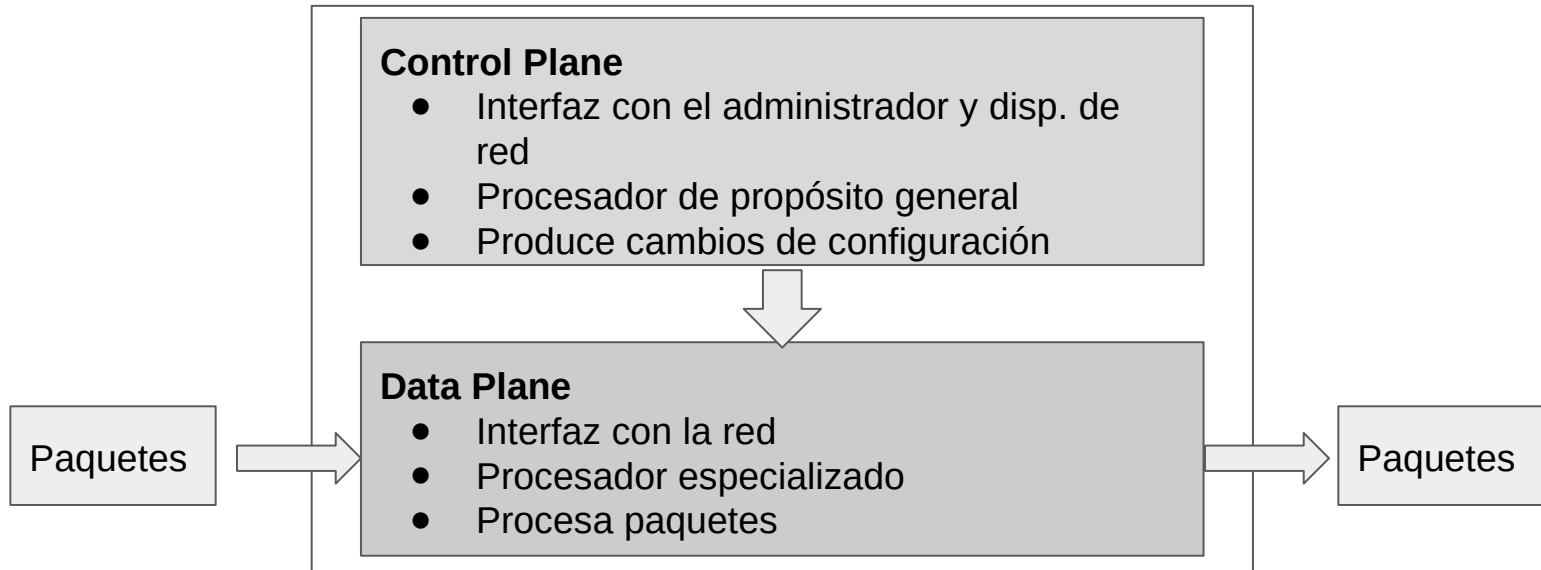 Control Plane
● Interfaz con el administrador y disp. de
red
● Procesador de propósito general
● Produce cambios de configuración
Data Plane
● Interfaz con la red
● Procesador especializado
● Procesa paquetes
Paquetes
Paquetes